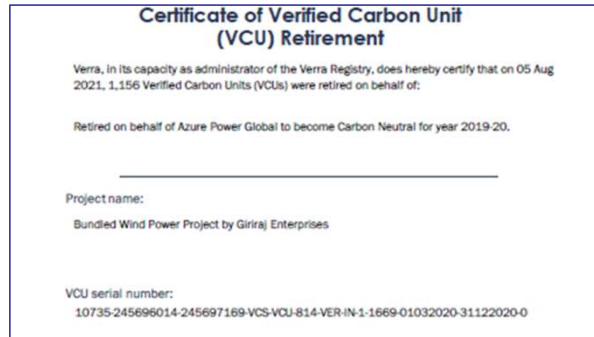 Certificate of Verified Carbon Unit
(VCU) Retirement
Verra, in its capacity as administrator of the Verra Registry, does hereby certify that on 05 Aug
2021, 1,156 Verified Carbon Units (VCUs) were retired on behalf of:
Retired on behalf of Azure Power Global to become Carbon Neutral for year 2019-20.
Project name:
Bundled Wind Power Project by Giriraj Enterprises
VCU serial number:
10735-245696014-245697169-VCS-VCU-814-VER-IN-1-1669-01032020-31122020-0